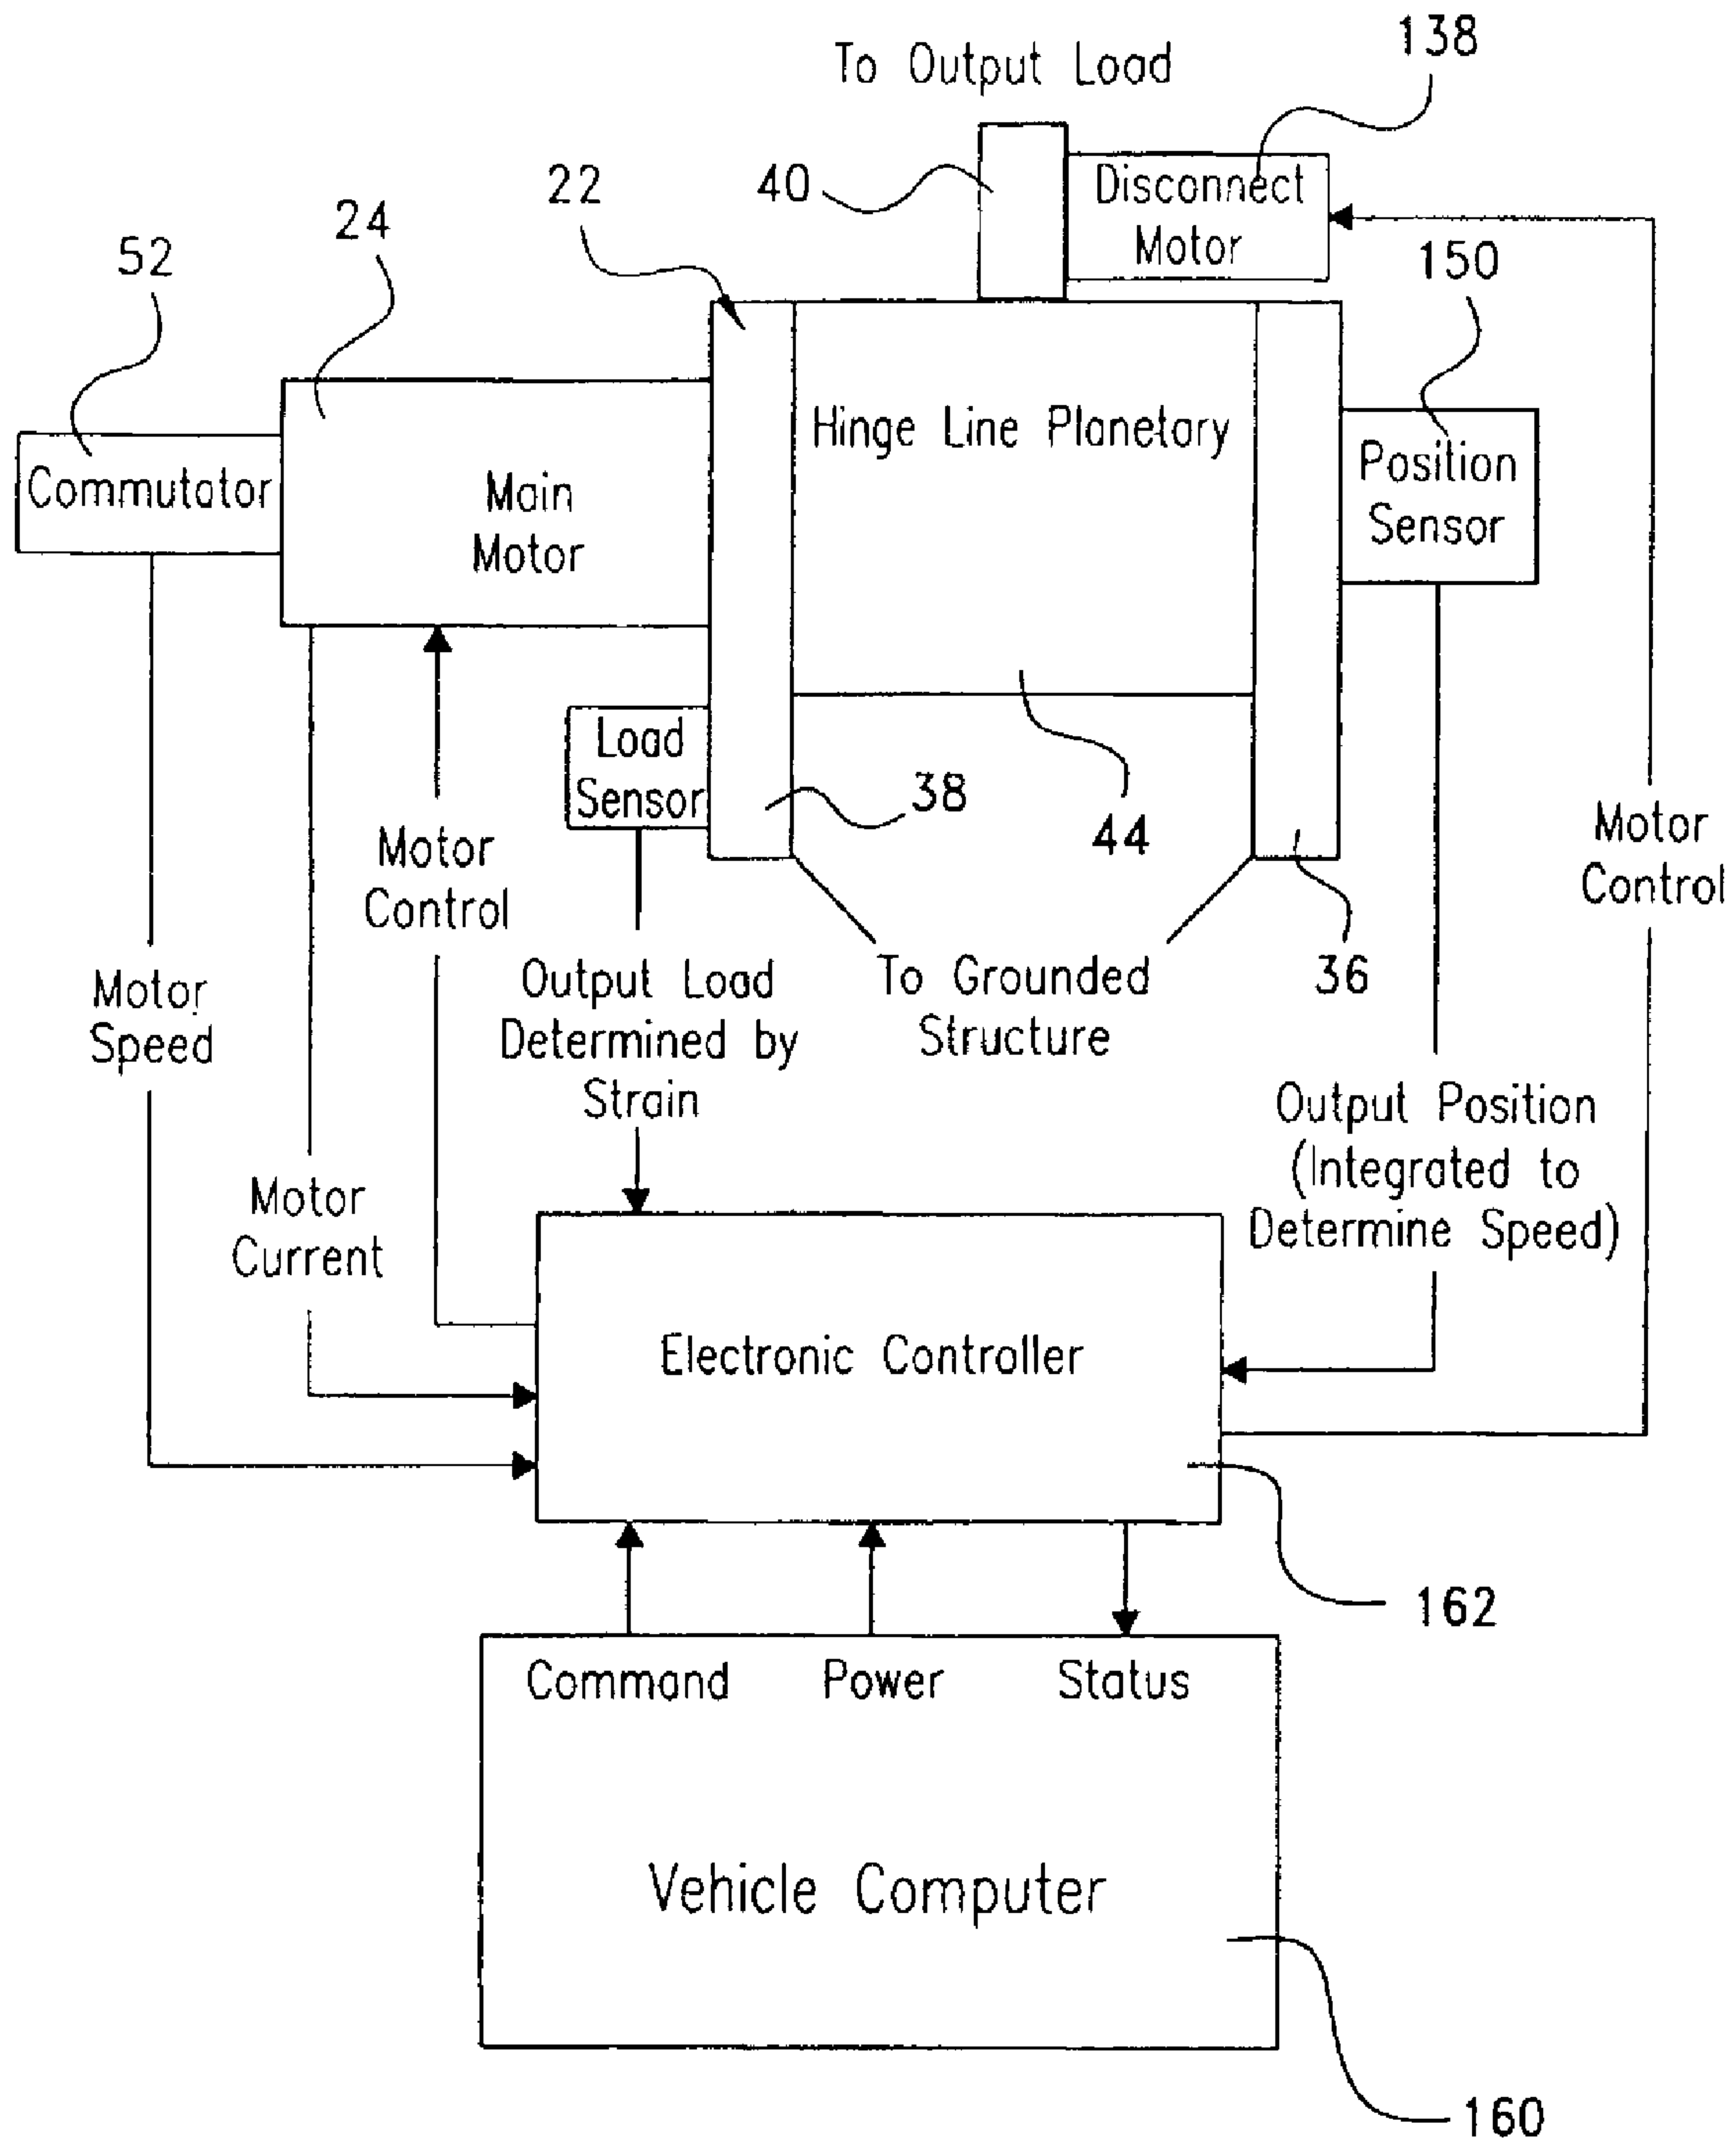 To Output Load
138
40
Disconnect
Motor
22
24
52
150
Hinge Line Planetary
Commutator
Main
Motor
Position
Sensor
Load
Sensor
38
44
36
Motor
Control
Motor
Control
Motor
Speed
Output Load
Determined by
Strain
To Grounded
Structure
Output Position
(Integrated to
Determine Speed)
Motor
Current
Electronic Controller
162
Command
Power
Status
Vehicle Computer
160